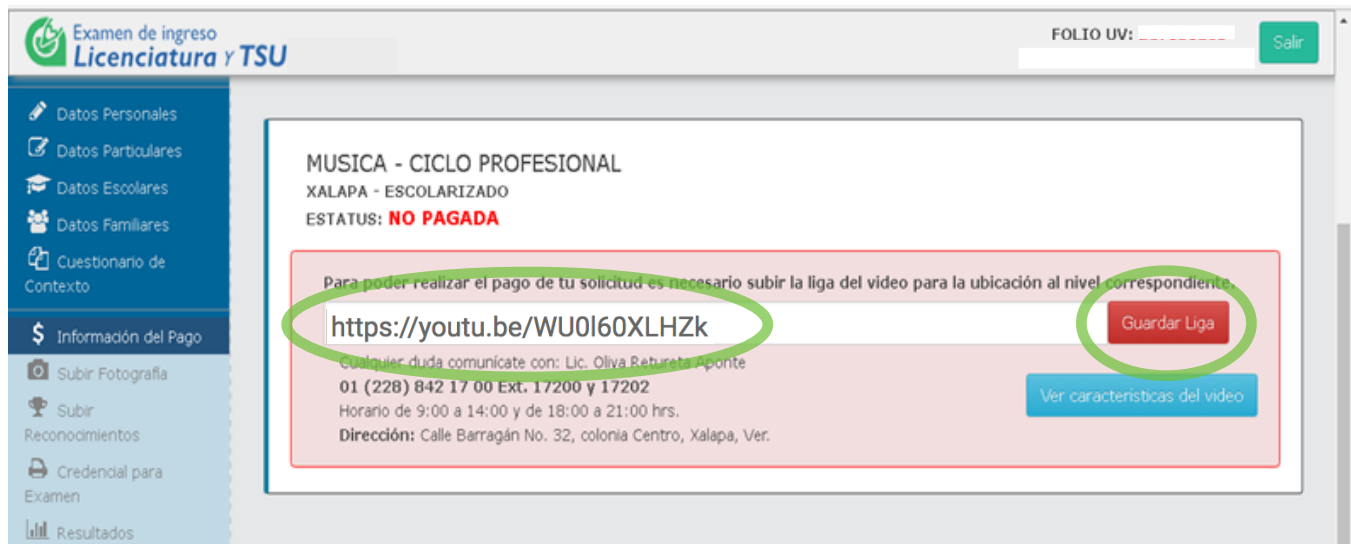 Examen de ingreso
Licenciatura Y TSU
FOLIO UV:
Salir
Datos Personales
Datos Particulares
Datos Escolares
Datos Familiares
Cuestionario de
Contexto
$ Información del Pago
Subir Fotografía
Subir
Reconocimientos
Credencial para
Examen
Resultados
MUSICA - CICLO PROFESIONAL
XALAPA - ESCOLARIZADO
ESTATUS: NO PAGADA
Para poder realizar el pago de tu solicitud es necesario subir la liga del video para la ubicación al nivel correspondiente.
https://youtu.be/WU0l60XLHZk
Guardar Liga
Cualquier duda comunícate con: Lic. Oliva Retureta Aponte
01 (228) 842 17 00 Ext. 17200 y 17202
Horario de 9:00 a 14:00 y de 18:00 a 21:00 hrs.
Dirección: Calle Barragán No. 32, colonia Centro, Xalapa, Ver.
Ver características del video